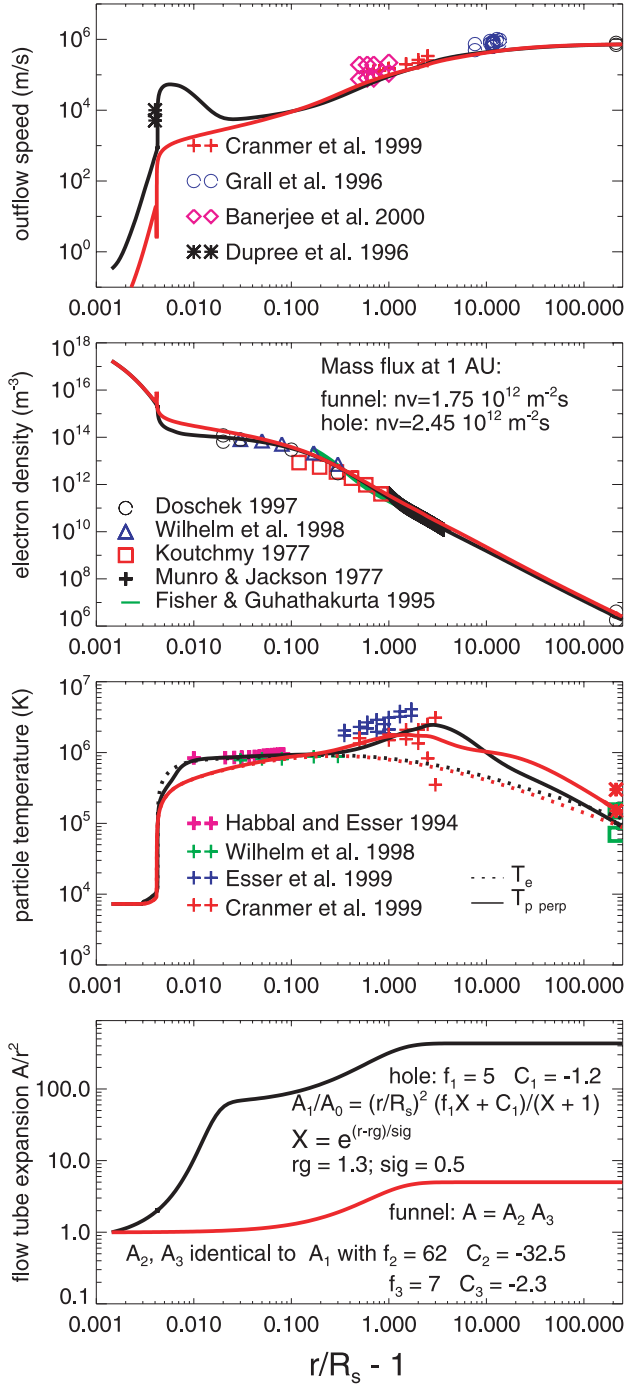 outflow speed (m/s)
10⁶
10⁴
10²
10⁰
Cranmer et al. 1999
Grall et al. 1996
Banerjee et al. 2000
Dupree et al. 1996
0.001 0.010 0.100 1.000 10.000 100.000
electron density (m⁻³)
10¹⁸
10¹⁶
10¹⁴
10¹²
10¹⁰
10⁸
10⁶
Mass flux at 1 AU:
funnel: nv=1.75 10¹² m⁻²s
hole: nv=2.45 10¹² m⁻²s
Doschek 1997
Wilhelm et al. 1998
Koutchmy 1977
Munro & Jackson 1977
Fisher & Guhathakurta 1995
0.001 0.010 0.100 1.000 10.000 100.000
particle temperature (K)
10⁷
10⁶
10⁵
10⁴
10³
Habbal and Esser 1994
Wilhelm et al. 1998
Esser et al. 1999
Cranmer et al. 1999
T_e
T_p perp
0.001 0.010 0.100 1.000 10.000 100.000
flow tube expansion A/r²
100.0
10.0
1.0
0.1
hole: f₁ = 5 C₁ = -1.2
A₁/A₀ = (r/R_s)² (f₁X + C₁)/(X + 1)
X = e^(r-rg)/sig
rg = 1.3; sig = 0.5
funnel: A = A₂ A₃
A₂, A₃ identical to A₁ with f₂ = 62 C₂ = -32.5
f₃ = 7 C₃ = -2.3
0.001 0.010 0.100 1.000 10.000 100.000
r/R_s - 1